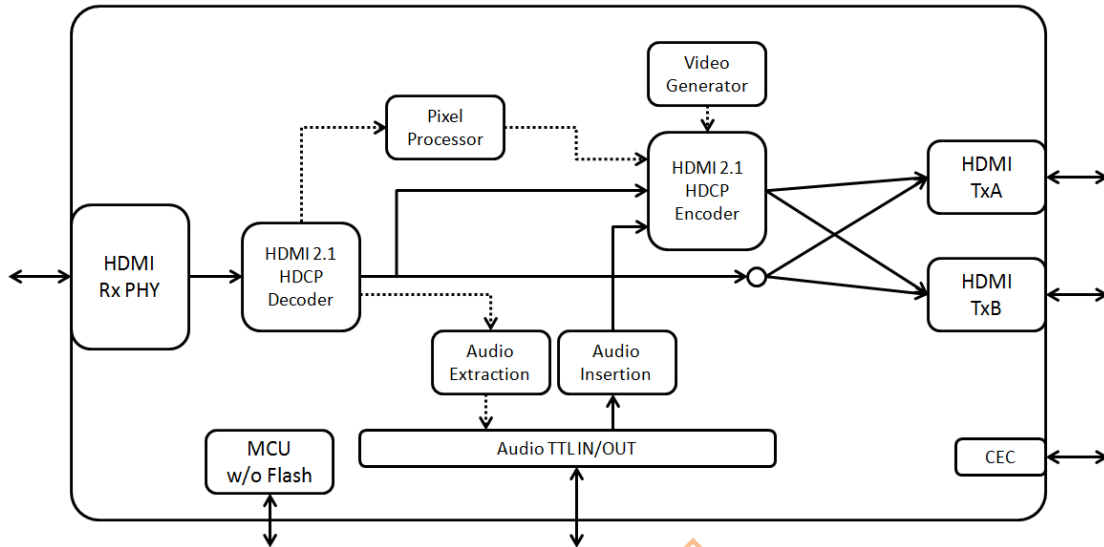 Video
Generator
Pixel
Processor
HDMI 2.1
HDCP
Encoder
HDMI
TxA
HDMI
Rx PHY
HDMI 2.1
HDCP
Decoder
HDMI
TxB
Audio
Extraction
Audio
Insertion
MCU
w/o Flash
Audio TTL IN/OUT
CEC